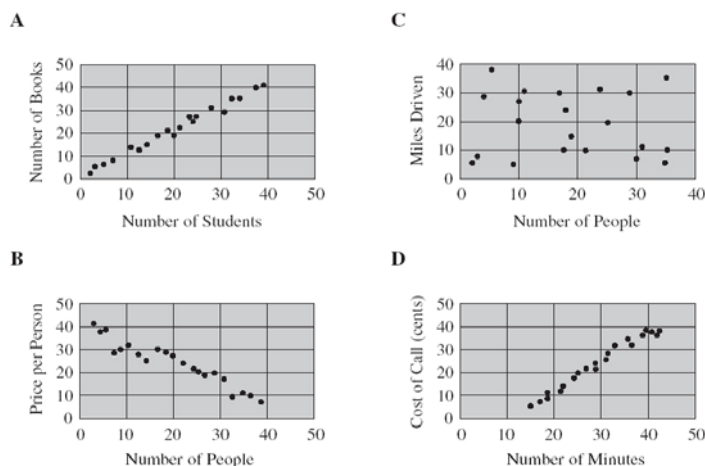 A
Number of Books
50
40
30
20
10
0
0 10 20 30 40 50
Number of Students
C
Miles Driven
40
30
20
10
0
0 10 20 30 40
Number of People
B
Price per Person
50
40
30
20
10
0
0 10 20 30 40 50
Number of People
D
Cost of Call (cents)
50
40
30
20
10
0
0 10 20 30 40 50
Number of Minutes